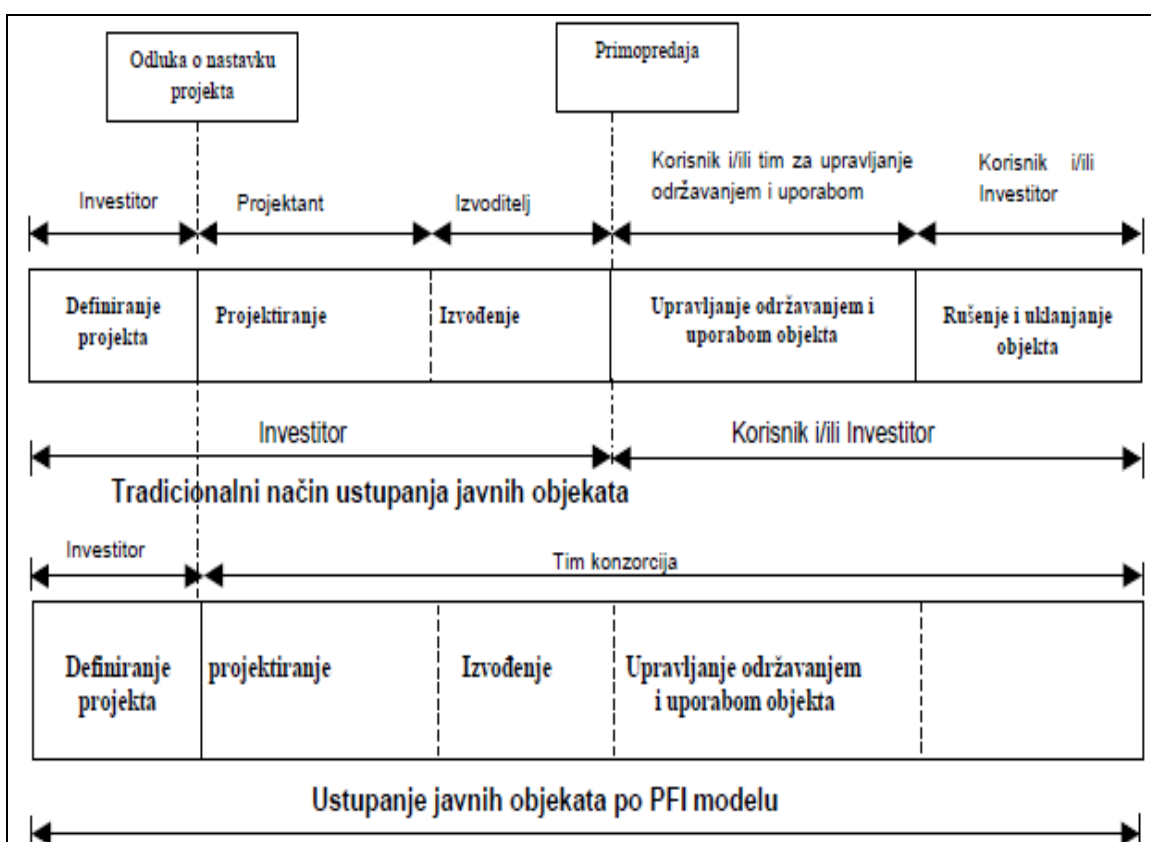 Odluka o nastavku
projekta
Primopredaja
Investitor
Projektant
Izvoditelj
Korisnik i/ili tim za upravljanje
održavanjem i uporabom
Korisnik i/ili
Investitor
Definiranje
projekta
Projektiranje
Izvođenje
Upravljanje održavanjem i
uporabom objekta
Rušenje i uklanjanje
objekta
Investitor
Korisnik i/ili Investitor
Tradicionalni način ustupanja javnih objekata
Investitor
Tim konzorcija
Definiranje
projekta
projektiranje
Izvođenje
Upravljanje održavanjem
i uporabom objekta
Ustupanje javnih objekata po PFI modelu